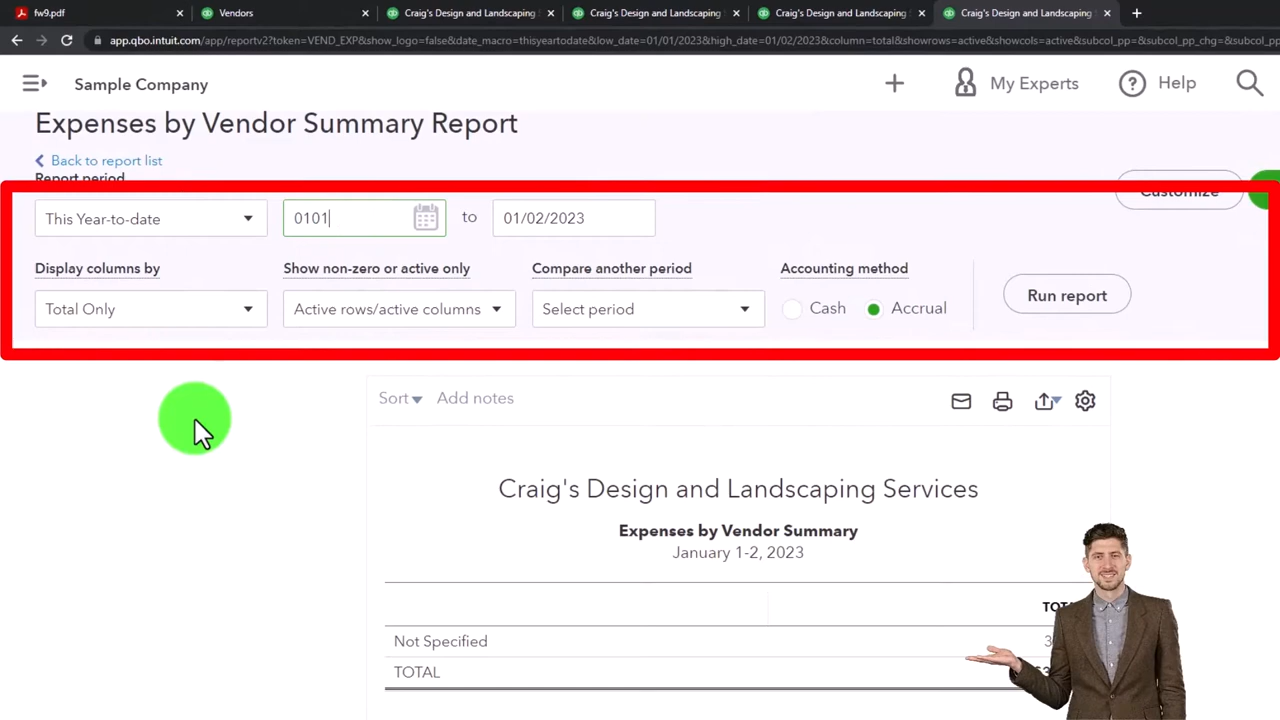 fw9.pdf
Vendors
Craig's Design and Landscaping
Craig's Design and Landscaping
Craig's Design and Landscaping
Craig's Design and Landscaping
app.qbo.intuit.com/app/reportv2?token=VEND_EXP&show_logo=false&date_macro=thisyeartodate&low_date=01/01/2023&high_date=01/02/2023&column=total&showrows=active&showcols=active&subcol_pp=&subcol_pp_chg=&subcol_pp_
Sample Company
My Experts
Help
Expenses by Vendor Summary Report
Back to report list
Report period
Customize
This Year-to-date
0101
to
01/02/2023
Display columns by
Show non-zero or active only
Compare another period
Accounting method
Total Only
Active rows/active columns
Select period
Cash
Accrual
Run report
Sort
Add notes
Craig's Design and Landscaping Services
Expenses by Vendor Summary
January 1-2, 2023
Not Specified
TOTAL